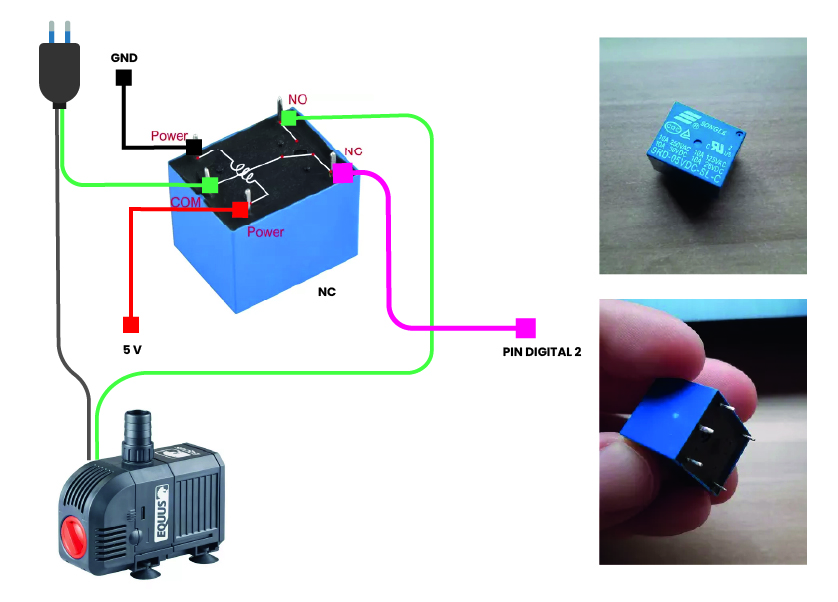 GND
NO
Power
NC
COM
Power
NC
5 V
PIN DIGITAL 2
EQUUS
SONGLE
10A 250VAC 10A 125VAC
10A 30VDC 10A 28VDC
SRD-05VDC-SL-C